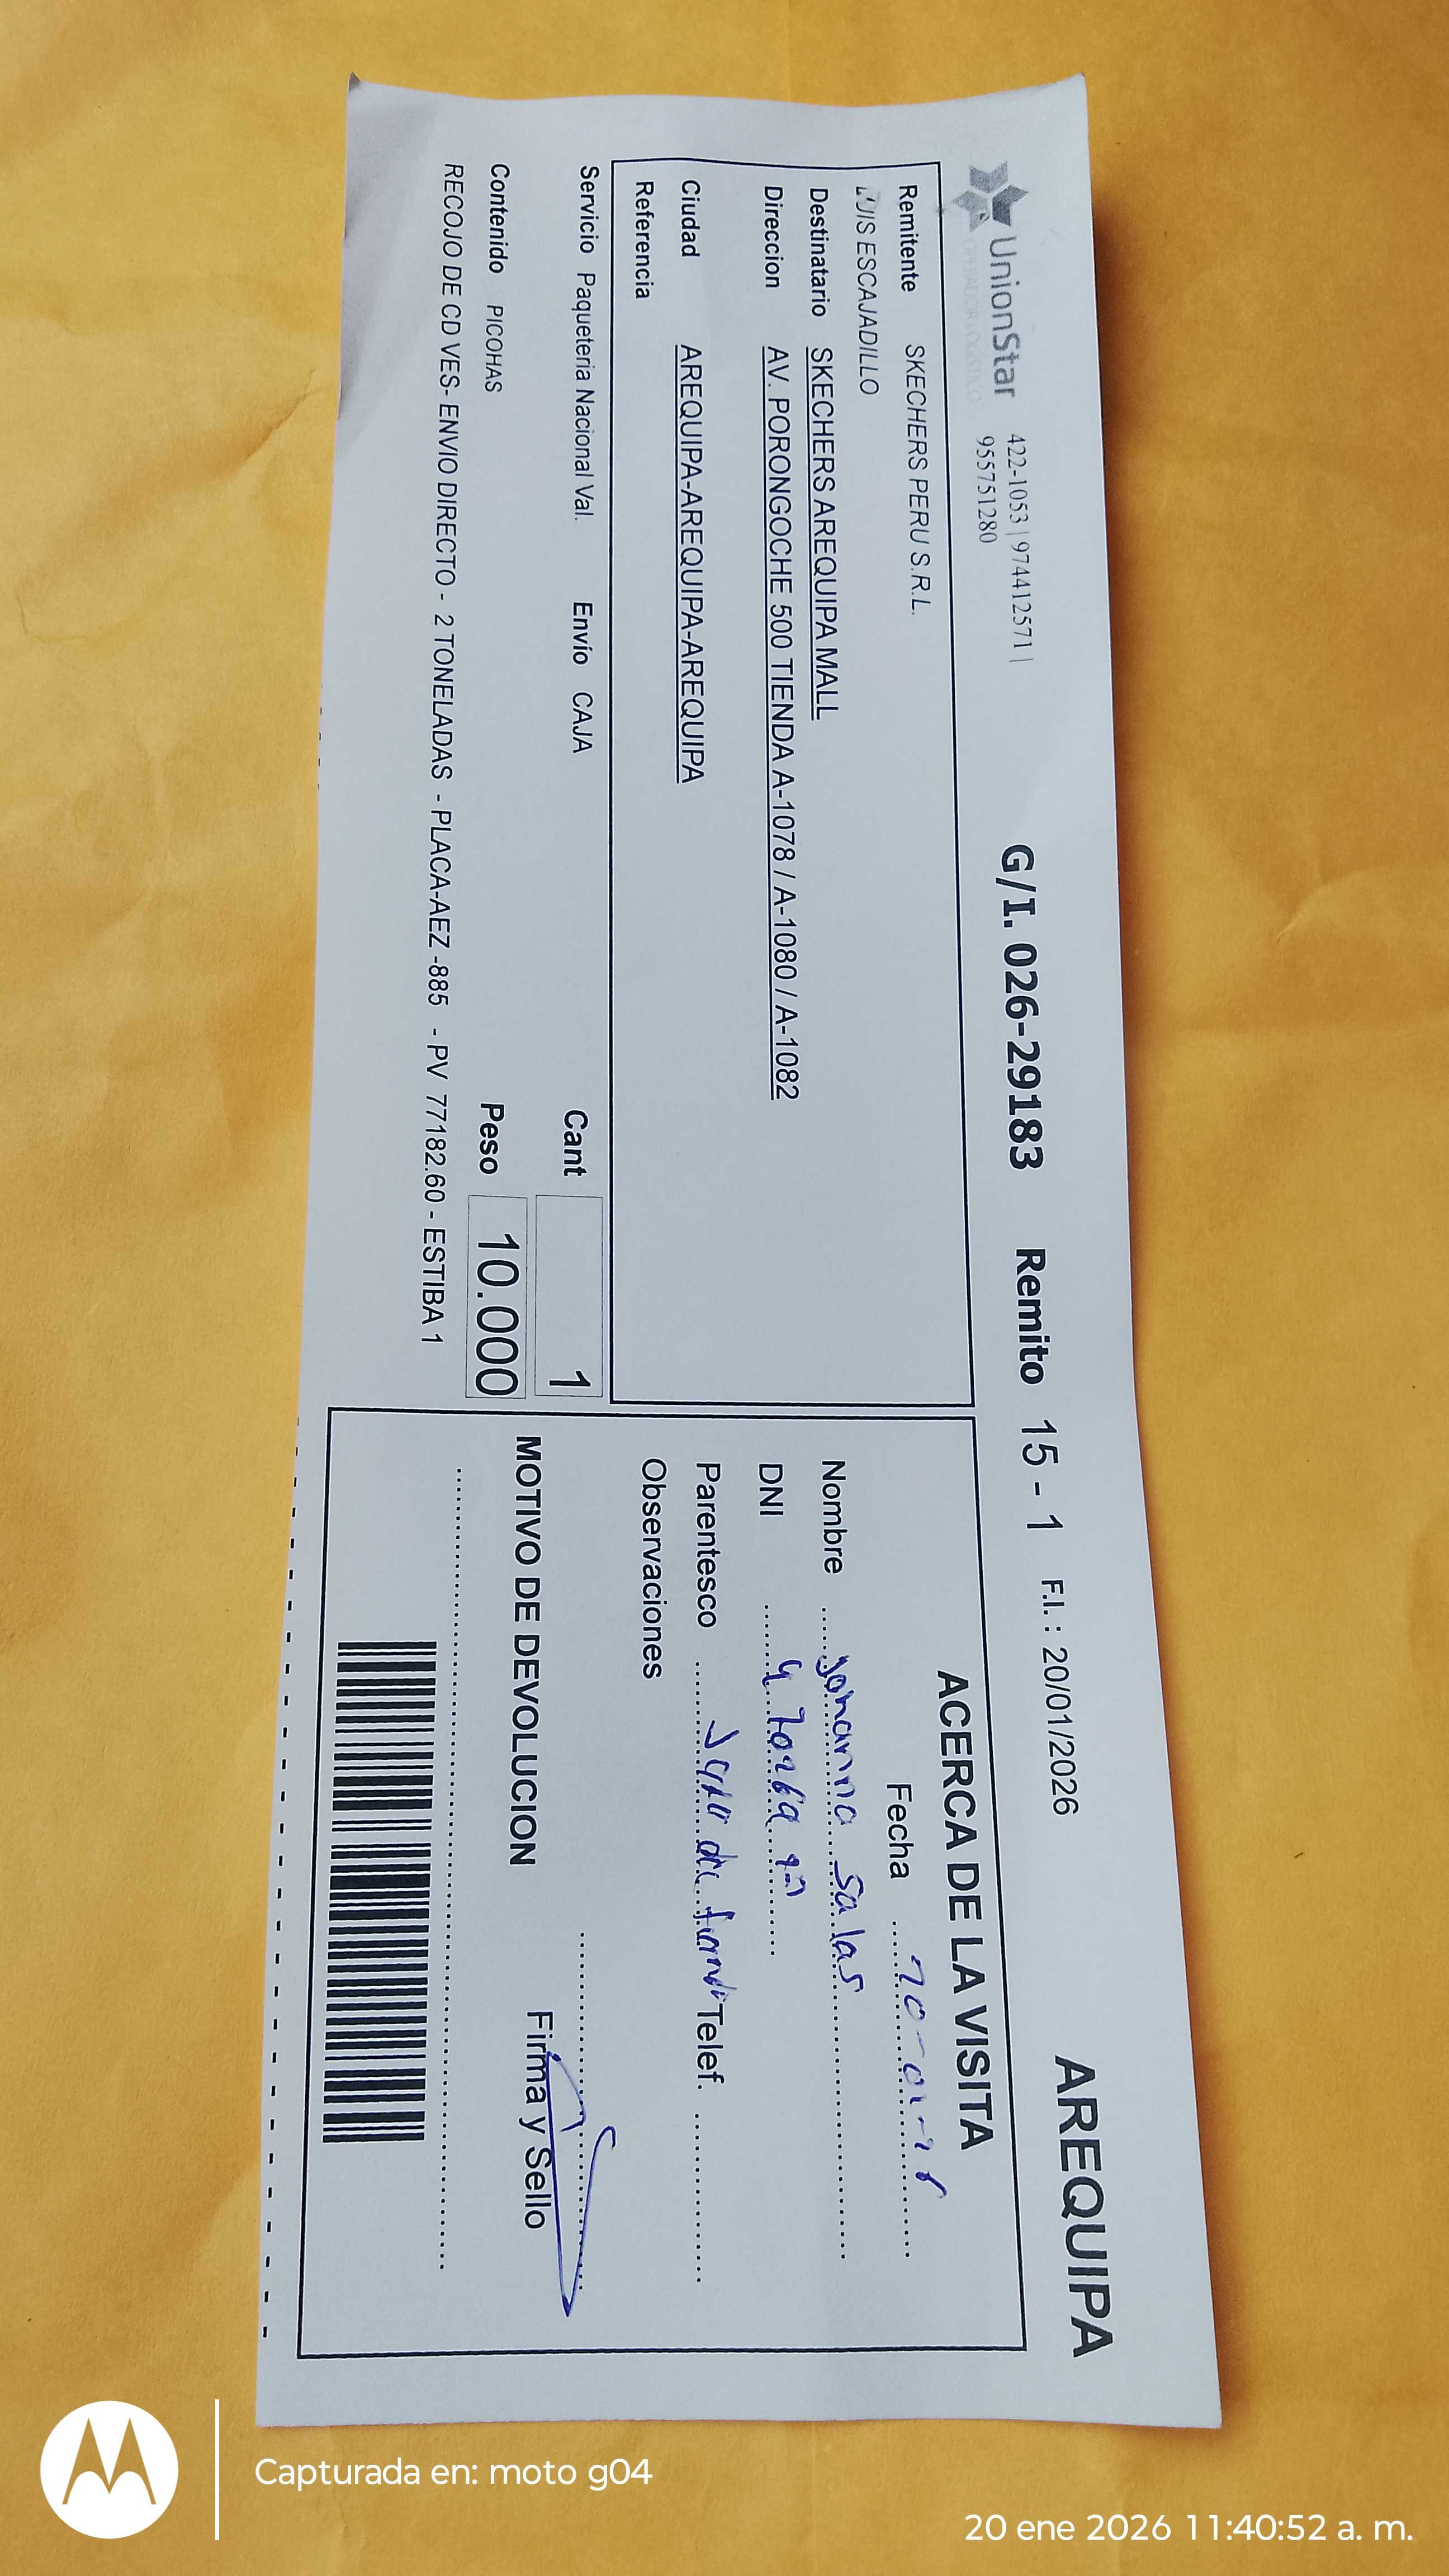 UnionStar
OPERADOR LOGISTICO
422-1053 | 974412571 |
955751280
G/I. 026-29183 Remito 15 - 1 F.I. : 20/01/2026 AREQUIPA
Remitente SKECHERS PERU S.R.L.
LUIS ESCAJADILLO
Destinatario SKECHERS AREQUIPA MALL
Direccion AV. PORONGOCHE 500 TIENDA A-1078 / A-1080 / A-1082
Ciudad AREQUIPA-AREQUIPA-AREQUIPA
Referencia
Servicio Paqueteria Nacional Val. Envío CAJA Cant 1
Contenido PICOHAS Peso 10.000
RECOJO DE CD VES- ENVIO DIRECTO - 2 TONELADAS - PLACA-AEZ -885 - PV 77182.60 - ESTIBA 1
ACERCA DE LA VISITA
Fecha
Nombre Johanna Salas
DNI
Parentesco de Telef.
Observaciones
MOTIVO DE DEVOLUCION
Firma y Sello
Capturada en: moto g04
20 ene 2026 11:40:52 a. m.